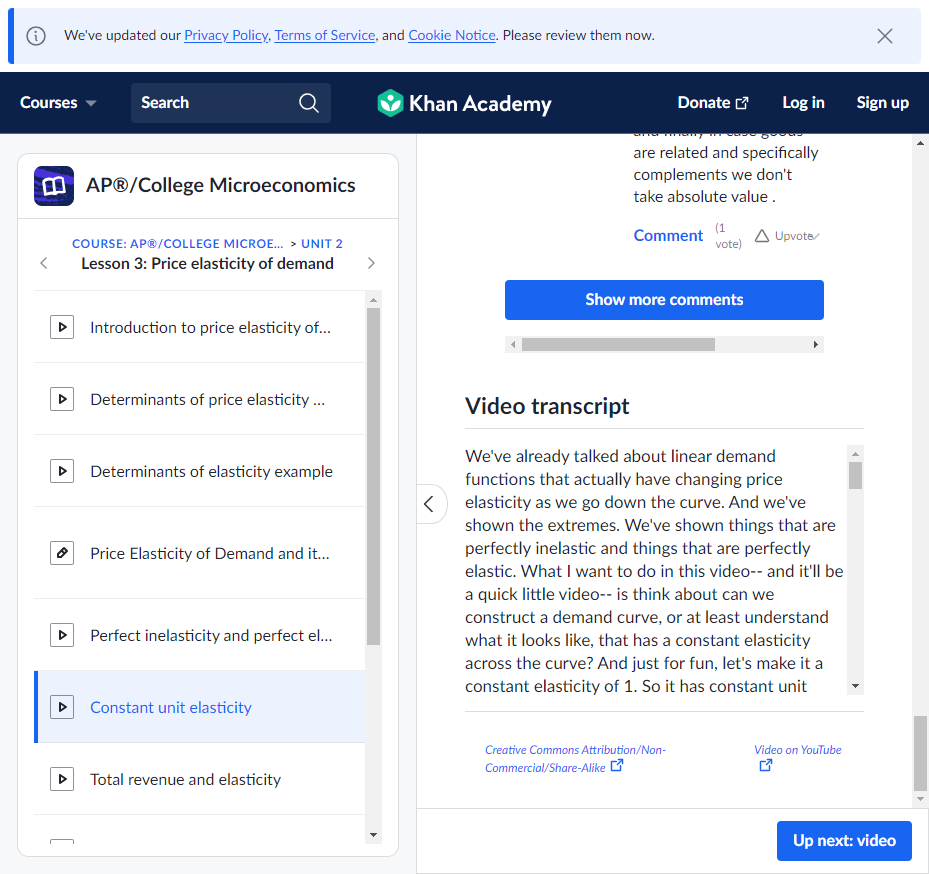 We've updated our Privacy Policy, Terms of Service, and Cookie Notice. Please review them now.
Courses
Search
Khan Academy
Donate
Log in
Sign up
AP®/College Microeconomics
COURSE: AP®/COLLEGE MICROE... > UNIT 2
Lesson 3: Price elasticity of demand
Introduction to price elasticity of...
Determinants of price elasticity ...
Determinants of elasticity example
Price Elasticity of Demand and it...
Perfect inelasticity and perfect el...
Constant unit elasticity
Total revenue and elasticity
and finally in case goods
are related and specifically
complements we don't
take absolute value .
Comment
(1
vote)
Upvote
Show more comments
Video transcript
We've already talked about linear demand
functions that actually have changing price
elasticity as we go down the curve. And we've
shown the extremes. We've shown things that are
perfectly inelastic and things that are perfectly
elastic. What I want to do in this video-- and it'll be
a quick little video-- is think about can we
construct a demand curve, or at least understand
what it looks like, that has a constant elasticity
across the curve? And just for fun, let's make it a
constant elasticity of 1. So it has constant unit
Creative Commons Attribution/Non-
Commercial/Share-Alike
Video on YouTube
Up next: video